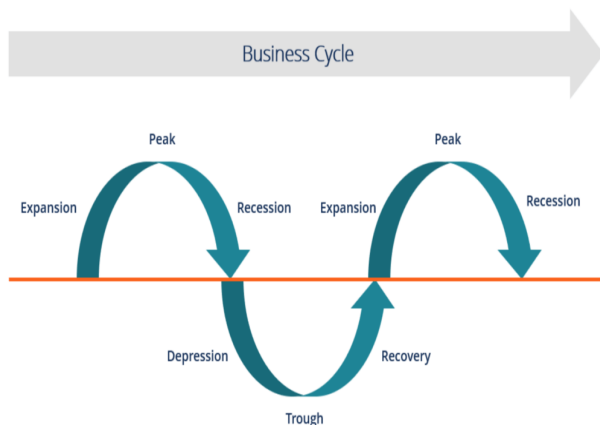 Business Cycle
Peak
Peak
Expansion
Recession
Expansion
Recession
Depression
Recovery
Trough